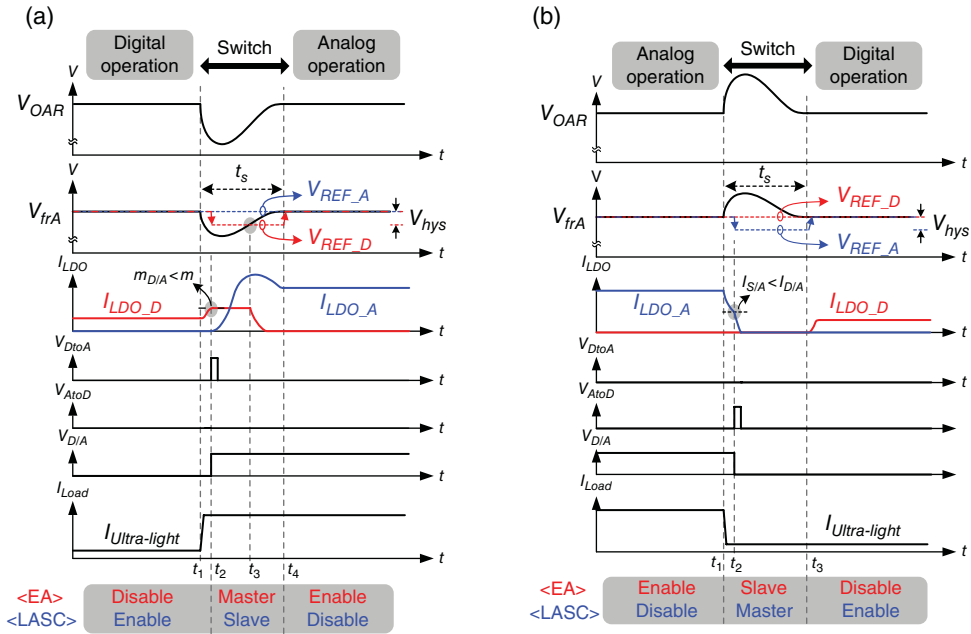 (a)
Digital operation
Switch
Analog operation
V
V_OAR
t
V
t_s
V_REF_A
V_frA
V_hys
V_REF_D
t
I_LDO
m_D/A<m
I_LDO_D
I_LDO_A
t
V_DtoA
t
V_AtoD
t
V_D/A
t
I_Load
I_Ultra-light
t
t_1 t_2 t_3 t_4
<EA> Disable Master Enable
<LASC> Enable Slave Disable
(b)
Analog operation
Switch
Digital operation
V
V_OAR
t
V
t_s
V_REF_D
V_frA
V_hys
V_REF_A
t
I_LDO
I_S/A<I_D/A
I_LDO_A
I_LDO_D
t
V_DtoA
t
V_AtoD
t
V_D/A
t
I_Load
I_Ultra-light
t
t_1 t_2 t_3
<EA> Enable Slave Disable
<LASC> Disable Master Enable